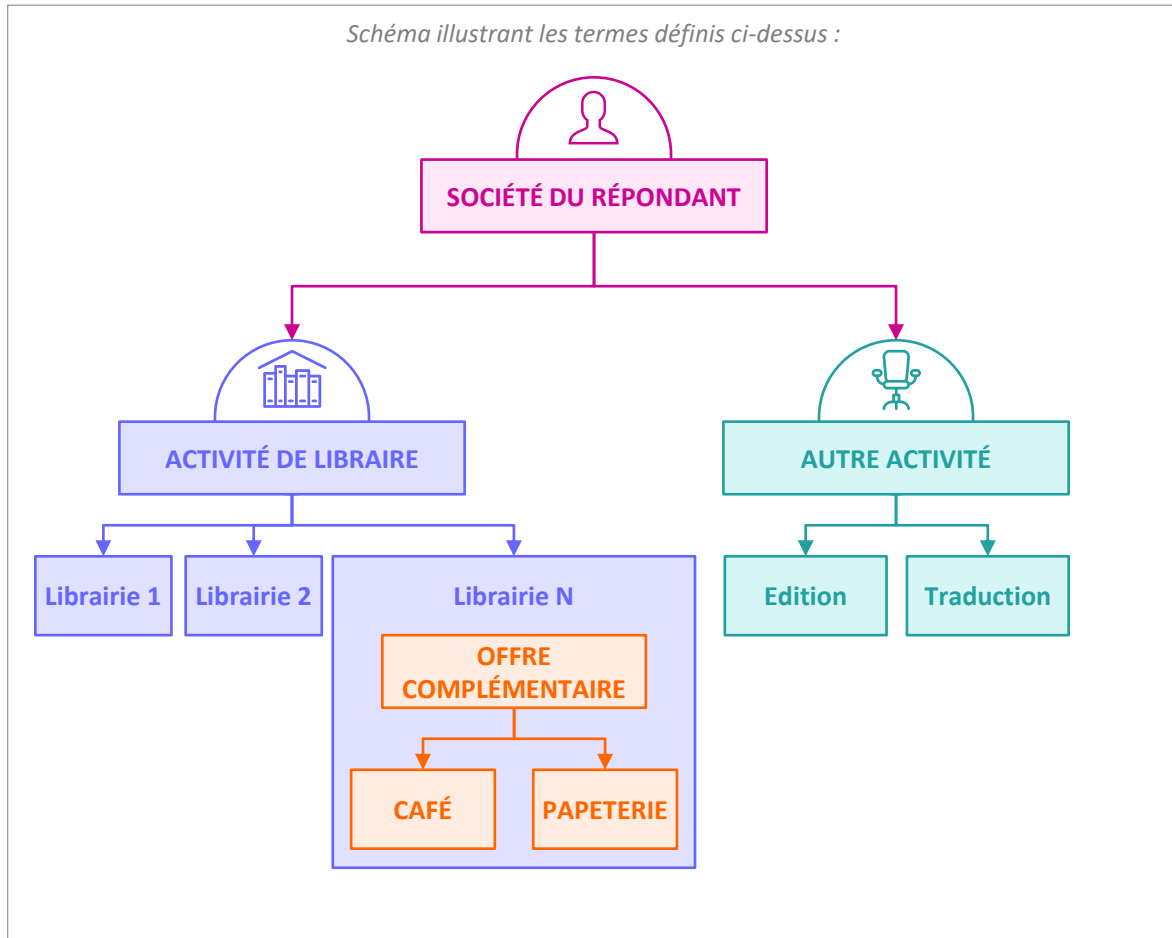 Schéma illustrant les termes définis ci-dessus :
SOCIÉTÉ DU RÉPONDANT
ACTIVITÉ DE LIBRAIRE
AUTRE ACTIVITÉ
Librairie 1
Librairie 2
Librairie N
Edition
Traduction
OFFRE
COMPLÉMENTAIRE
CAFÉ
PAPETERIE